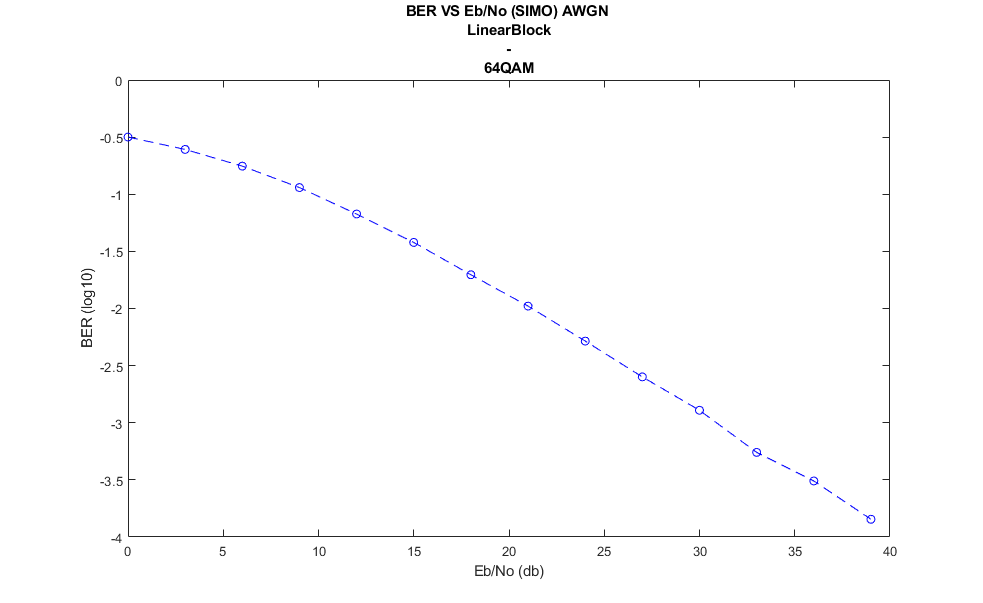 BER VS Eb/No (SIMO) AWGN
LinearBlock
-
64QAM
0
-0.5
-1
-1.5
-2
-2.5
-3
-3.5
-4
BER (log10)
0 5 10 15 20 25 30 35 40
Eb/No (db)